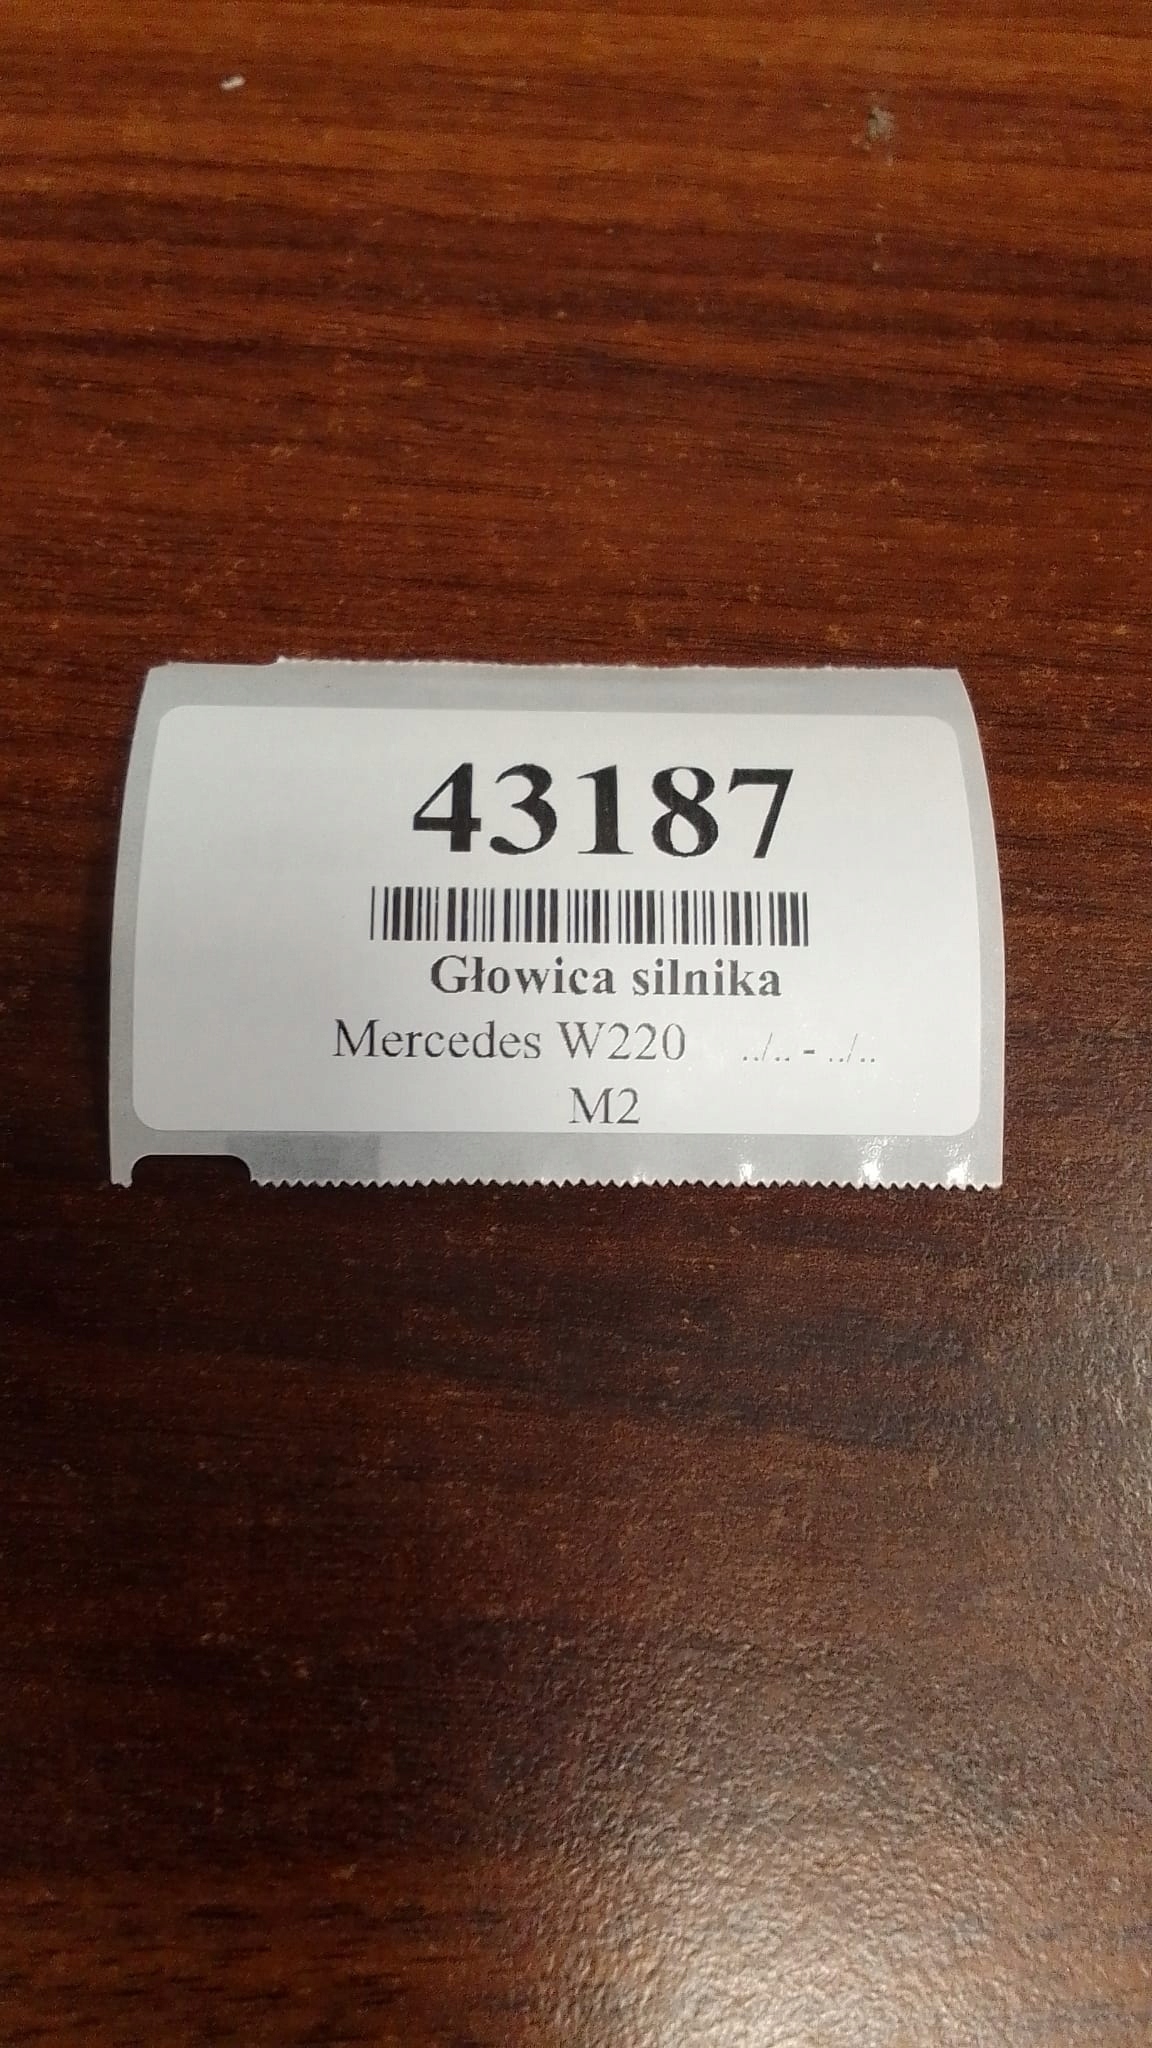 43187
Głowica silnika
Mercedes W220 ../.. - ../..
M2